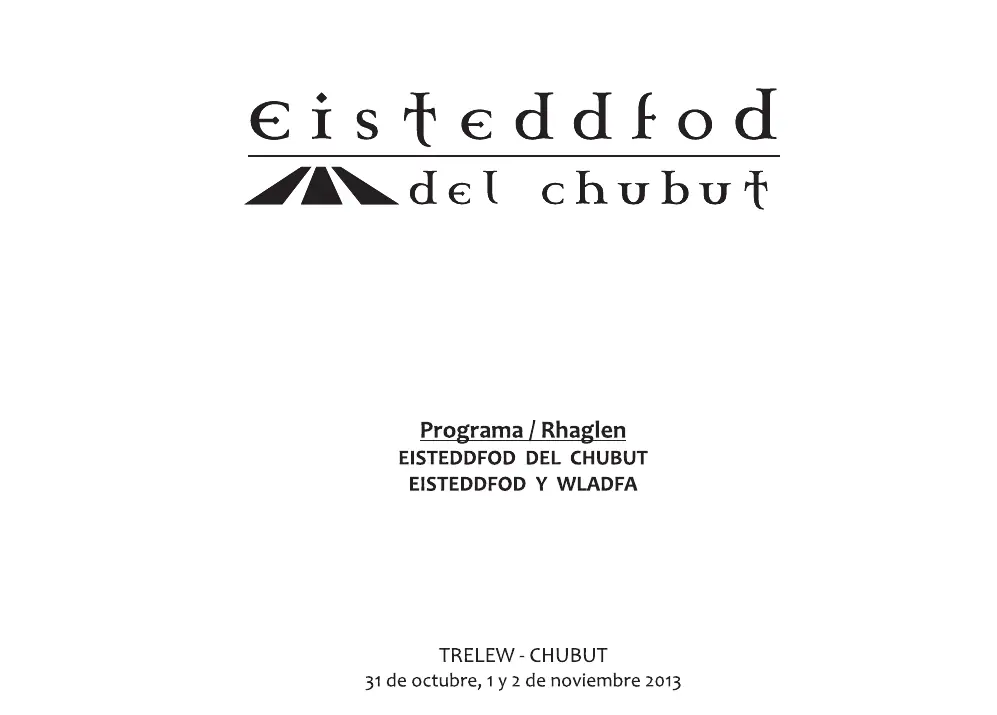 Eisteddfod
del chubut
Programa / Rhaglen
EISTEDDFOD DEL CHUBUT
EISTEDDFOD Y WLADFA
TRELEW - CHUBUT
31 de octubre, 1 y 2 de noviembre 2013